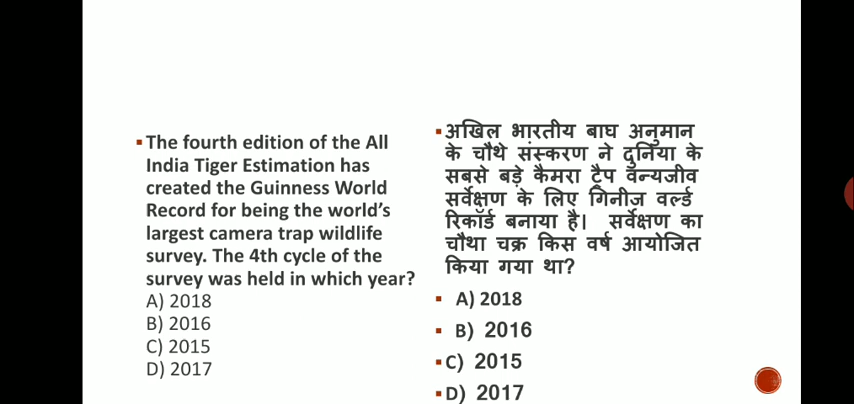 The fourth edition of the All
India Tiger Estimation has
created the Guinness World
Record for being the world's
largest camera trap wildlife
survey. The 4th cycle of the
survey was held in which year?
A) 2018
B) 2016
C) 2015
D) 2017
अखिल भारतीय बाघ अनुमान
के चौथे संस्करण ने दुनिया के
सबसे बड़े कैमरा ट्रैप वन्यजीव
सर्वेक्षण के लिए गिनीज वर्ल्ड
रिकॉर्ड बनाया है। सर्वेक्षण का
चौथा चक्र किस वर्ष आयोजित
किया गया था?
A) 2018
B) 2016
C) 2015
D) 2017